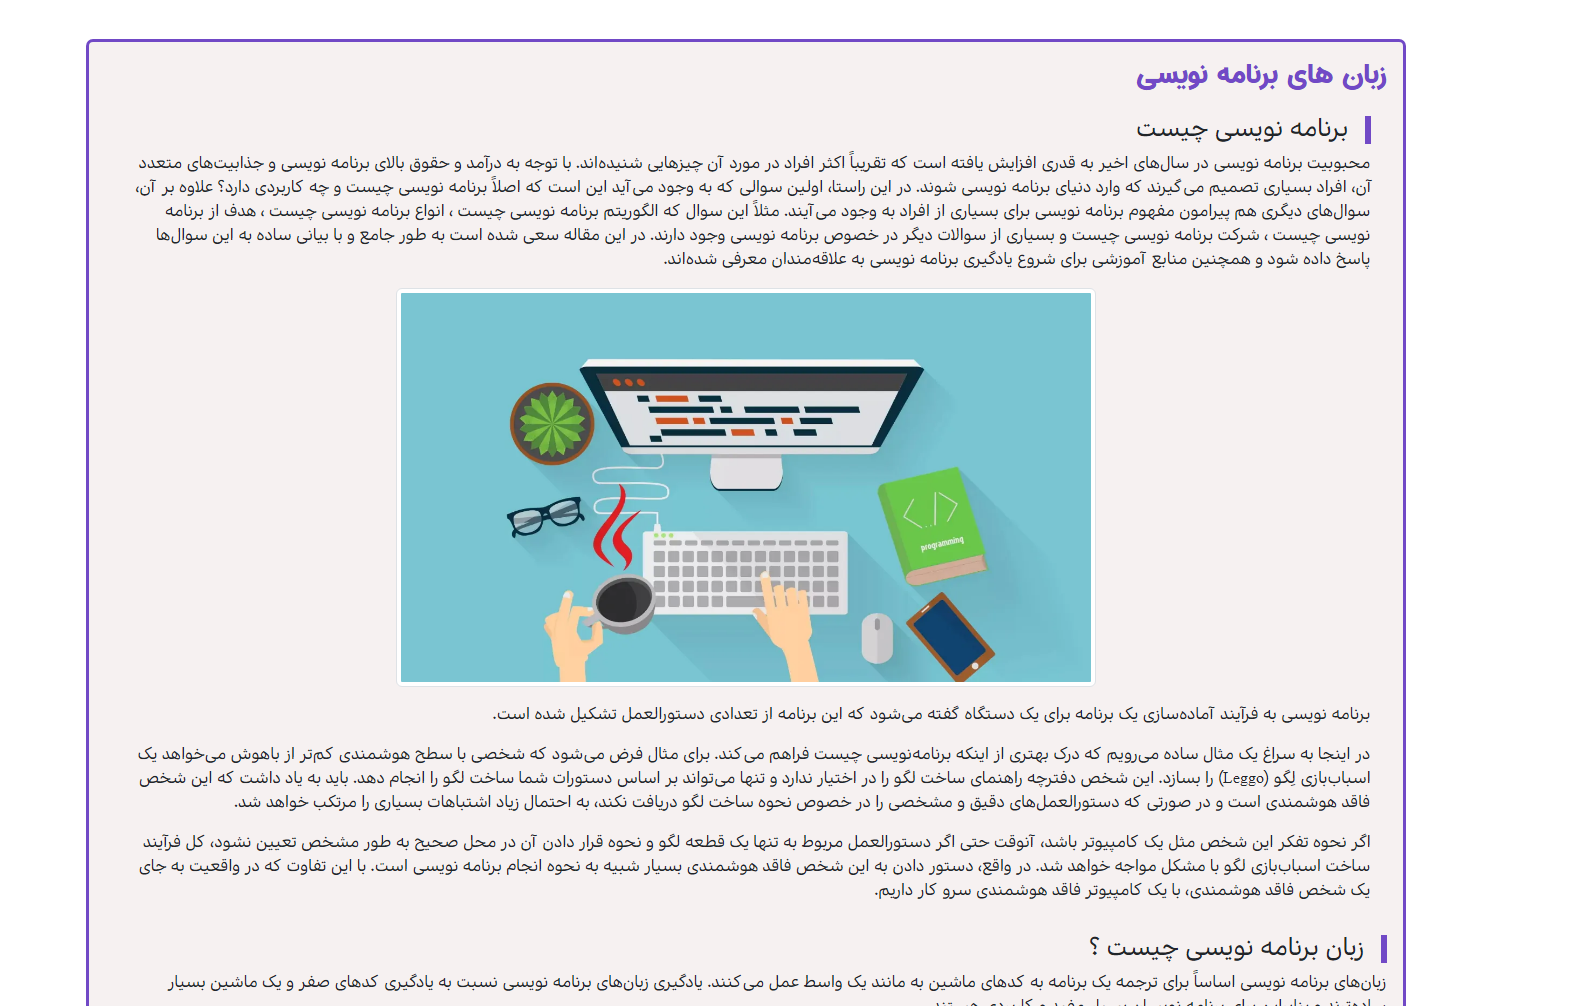 زبان های برنامه نویسی
برنامه نویسی چیست
محبوبیت برنامه نویسی در سال‌های اخیر به قدری افزایش یافته است که تقریباً اکثر افراد در مورد آن چیزهایی شنیده‌اند. با توجه به درآمد و حقوق بالای برنامه نویسی و جذابیت‌های متعدد
آن، افراد بسیاری تصمیم می‌گیرند که وارد دنیای برنامه نویسی شوند. در این راستا، اولین سوالی که به وجود می‌آید این است که اصلاً برنامه نویسی چیست و چه کاربردی دارد؟ علاوه بر آن،
سوال‌های دیگری هم پیرامون مفهوم برنامه نویسی برای بسیاری از افراد به وجود می‌آیند. مثلاً این سوال که الگوریتم برنامه نویسی چیست ، انواع برنامه نویسی چیست ، هدف از برنامه
نویسی چیست ، شرکت برنامه نویسی چیست و بسیاری از سوالات دیگر در خصوص برنامه نویسی وجود دارند. در این مقاله سعی شده است به طور جامع و با بیانی ساده به این سوال‌ها
پاسخ داده شود و همچنین منابع آموزشی برای شروع یادگیری برنامه نویسی به علاقه‌مندان معرفی شده‌اند.
programming
برنامه نویسی به فرآیند آماده‌سازی یک برنامه برای یک دستگاه گفته می‌شود که این برنامه از تعدادی دستورالعمل تشکیل شده است.
در اینجا به سراغ یک مثال ساده می‌رویم که درک بهتری از اینکه برنامه‌نویسی چیست فراهم می‌کند. برای مثال فرض می‌شود که شخصی با سطح هوشمندی کم‌تر از باهوش می‌خواهد یک
اسباب‌بازی لِگو (Leggo) را بسازد. این شخص دفترچه راهنمای ساخت لگو را در اختیار ندارد و تنها می‌تواند بر اساس دستورات شما ساخت لگو را انجام دهد. باید به یاد داشت که این شخص
فاقد هوشمندی است و در صورتی که دستورالعمل‌های دقیق و مشخصی را در خصوص نحوه ساخت لگو دریافت نکند، به احتمال زیاد اشتباهات بسیاری را مرتکب خواهد شد.
اگر نحوه تفکر این شخص مثل یک کامپیوتر باشد، آنوقت حتی اگر دستورالعمل مربوط به تنها یک قطعه لگو و نحوه قرار دادن آن در محل صحیح به طور مشخص تعیین نشود، کل فرآیند
ساخت اسباب‌بازی لگو با مشکل مواجه خواهد شد. در واقع، دستور دادن به این شخص فاقد هوشمندی بسیار شبیه به نحوه انجام برنامه نویسی است. با این تفاوت که در واقعیت به جای
یک شخص فاقد هوشمندی، با یک کامپیوتر فاقد هوشمندی سرو کار داریم.
زبان برنامه نویسی چیست ؟
زبان‌های برنامه نویسی اساساً برای ترجمه یک برنامه به کدهای ماشین به مانند یک واسط عمل می‌کنند. یادگیری زبان‌های برنامه نویسی نسبت به یادگیری کدهای صفر و یک ماشین بسیار